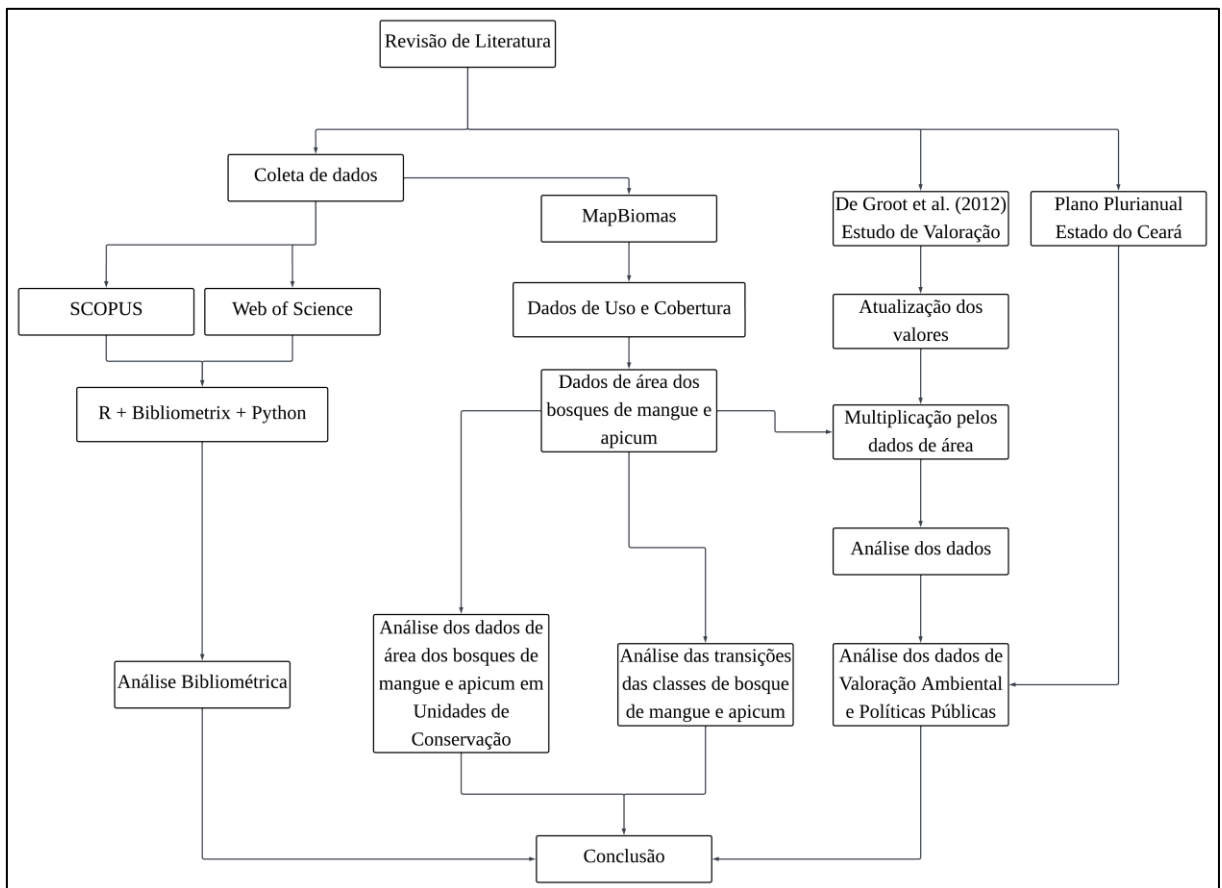 Revisão de Literatura
Coleta de dados
MapBiomas
De Groot et al. (2012)
Estudo de Valoração
Plano Plurianual
Estado do Ceará
SCOPUS
Web of Science
Dados de Uso e Cobertura
Atualização dos
valores
R + Bibliometrix + Python
Dados de área dos
bosques de mangue e
apicum
Multiplicação pelos
dados de área
Análise dos dados
Análise Bibliométrica
Análise dos dados de
área dos bosques de
mangue e apicum em
Unidades de
Conservação
Análise das transições
das classes de bosque
de mangue e apicum
Análise dos dados de
Valoração Ambiental
e Políticas Públicas
Conclusão